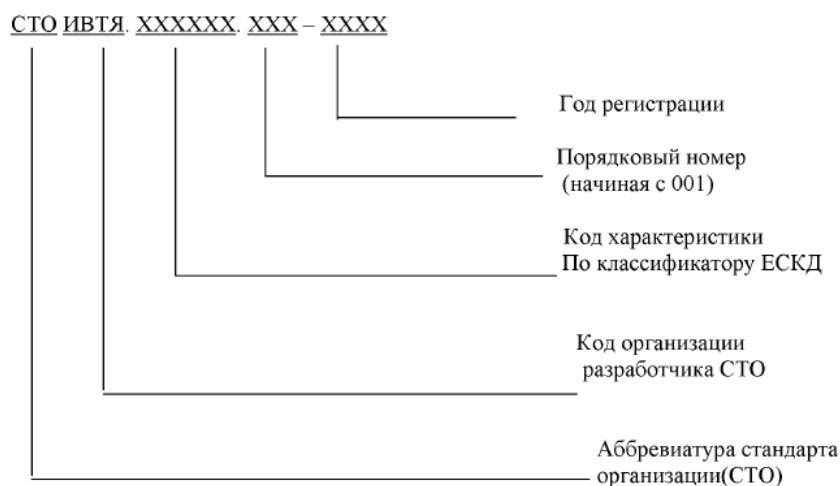 СТО ИВТЯ. ХХХХХХ. ХХХ – ХХХХ
Год регистрации
Порядковый номер
(начиная с 001)
Код характеристики
По классификатору ЕСКД
Код организации
разработчика СТО
Аббревиатура стандарта
организации(СТО)